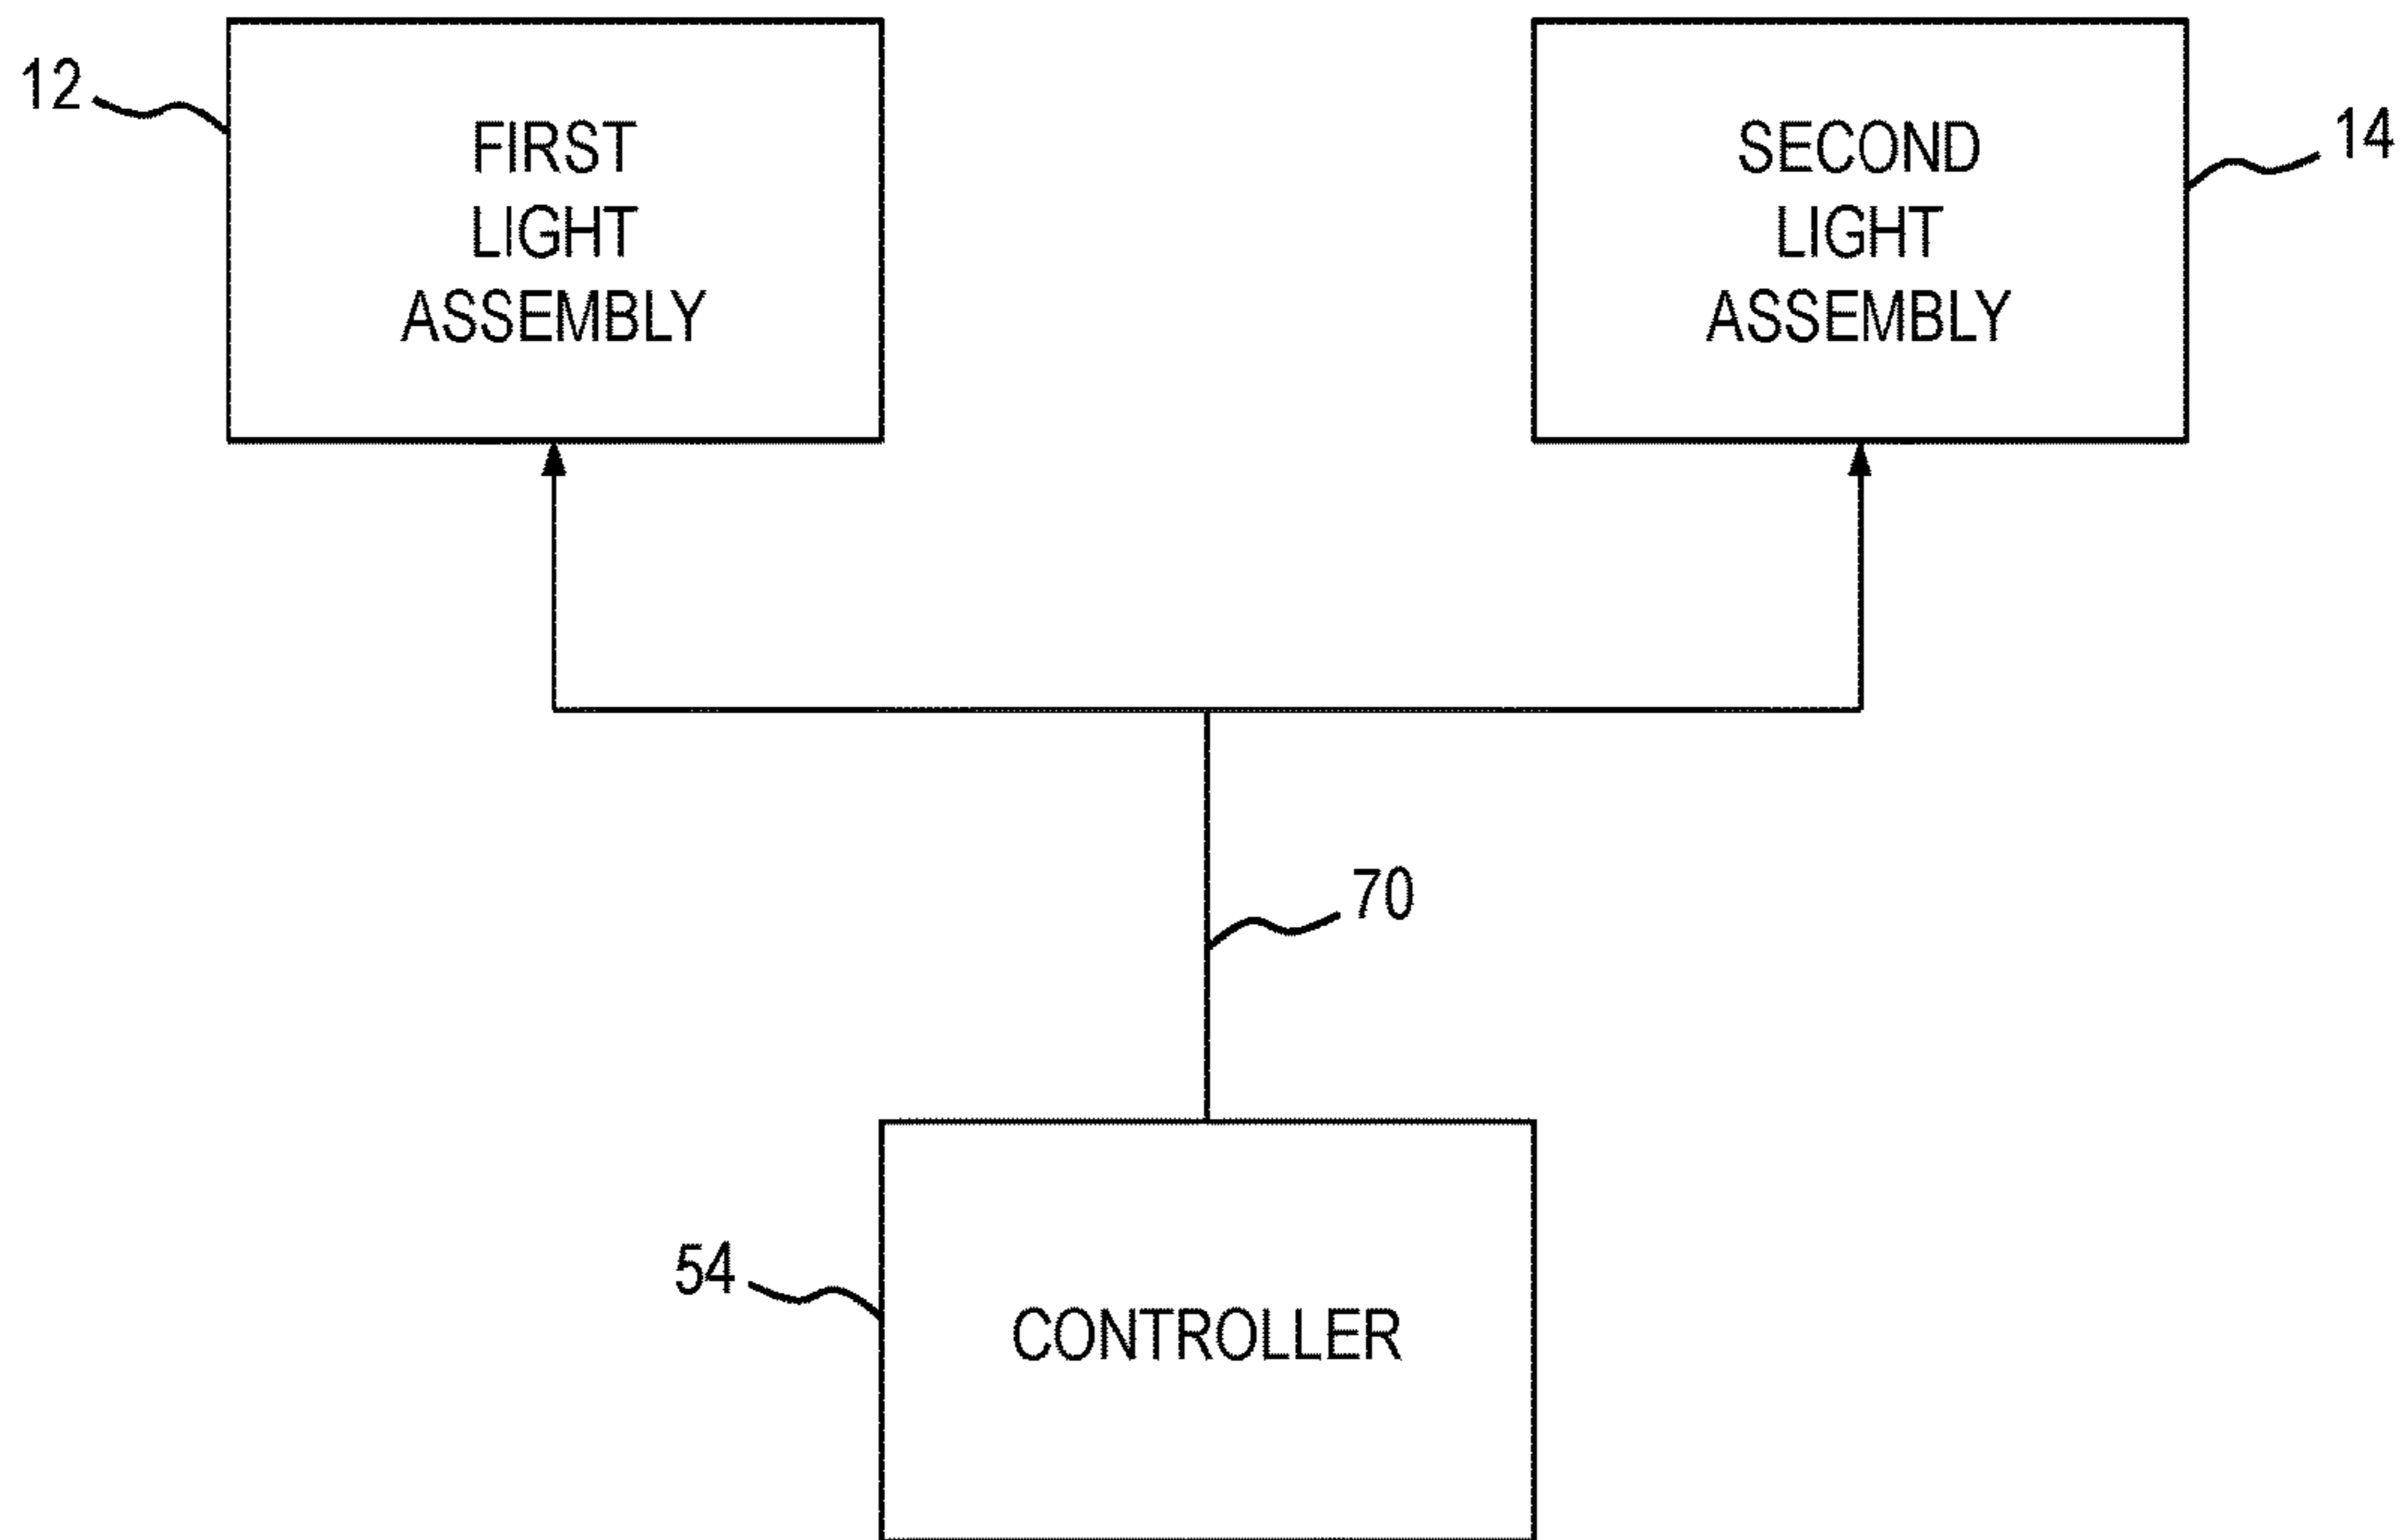 12
FIRST
LIGHT
ASSEMBLY
SECOND
LIGHT
ASSEMBLY
14
70
54
CONTROLLER